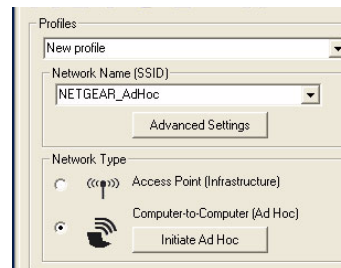 Profiles
New profile
Network Name (SSID)
NETGEAR_AdHoc
Advanced Settings
Network Type
Access Point (Infrastructure)
Computer-to-Computer (Ad Hoc)
Initiate Ad Hoc